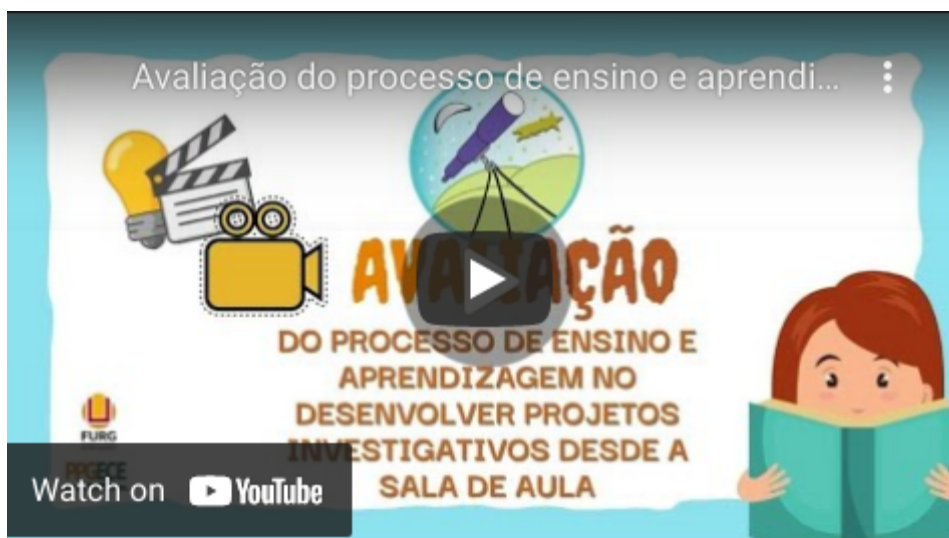 Avaliação do processo de ensino e aprendi...
AVALIAÇÃO
DO PROCESSO DE ENSINO E
APRENDIZAGEM NO
DESENVOLVER PROJETOS
INVESTIGATIVOS DESDE A
SALA DE AULA
FURG
PPGECE
Watch on YouTube